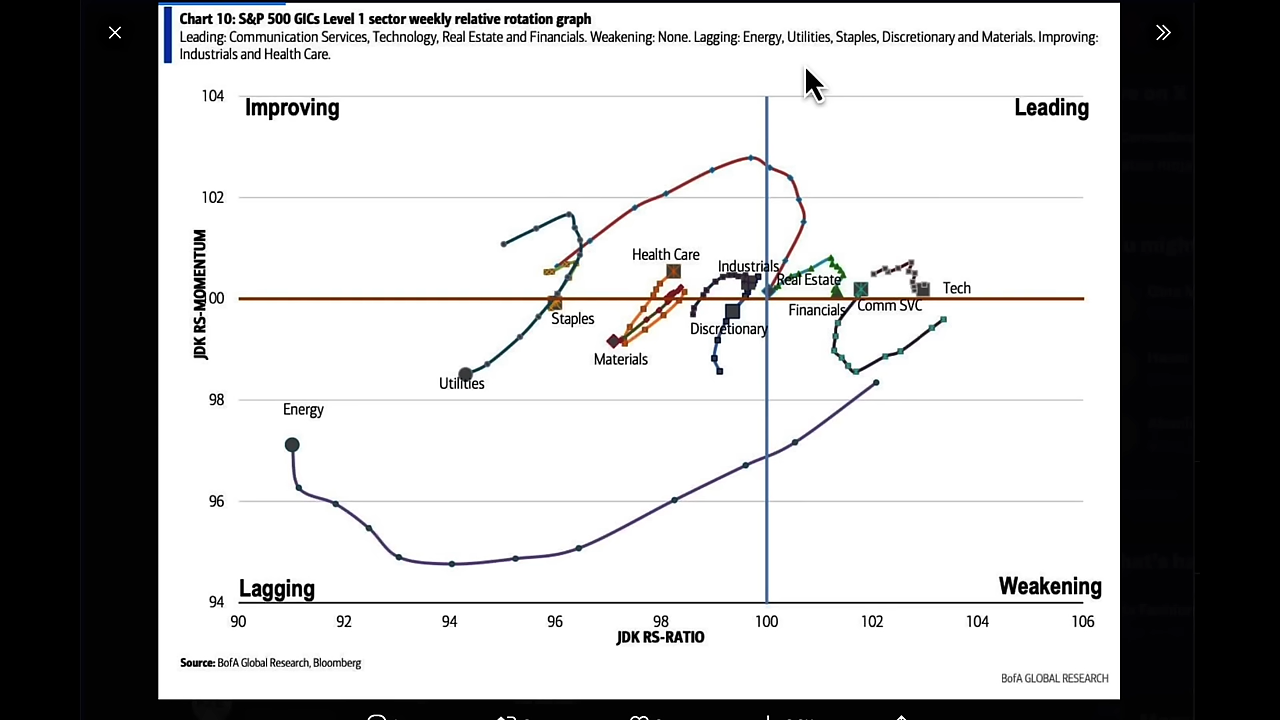 Chart 10: S&P 500 GICs Level 1 sector weekly relative rotation graph
Leading: Communication Services, Technology, Real Estate and Financials. Weakening: None. Lagging: Energy, Utilities, Staples, Discretionary and Materials. Improving:
Industrials and Health Care.
104
Improving
Leading
102
JDK RS-MOMENTUM
Health Care
Industrials
Real Estate
Tech
100
Staples
Financials
Comm SVC
Discretionary
Materials
Utilities
98
Energy
96
Lagging
Weakening
94
90 92 94 96 98 100 102 104 106
JDK RS-RATIO
Source: BofA Global Research, Bloomberg
BofA GLOBAL RESEARCH